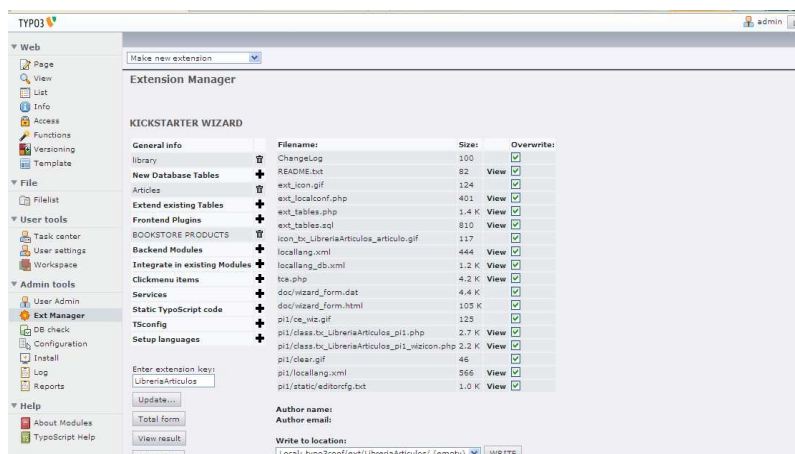 TYPO3
admin
Web
Page
View
List
Info
Access
Functions
Versioning
Template
File
Filelist
User tools
Task center
User settings
Workspace
Admin tools
User Admin
Ext Manager
DB check
Configuration
Install
Log
Reports
Help
About Modules
TypoScript Help
Make new extension
Extension Manager
KICKSTARTER WIZARD
General info
library
New Database Tables
Articles
Extend existing Tables
Frontend Plugins
BOOKSTORE PRODUCTS
Backend Modules
Integrate in existing Modules
Clickmenu items
Services
Static TypoScript code
TSconfig
Setup languages
Enter extension key:
LibreriaArticulos
Update...
Total form
View result
Filename: Size: Overwrite:
ChangeLog 100
README.txt 82 View
ext_icon.gif 124
ext_localconf.php 401 View
ext_tables.php 1.4 K View
ext_tables.sql 810 View
icon_tx_LibreriaArticulos_articulo.gif 117
locallang.xml 444 View
locallang_db.xml 1.2 K View
tca.php 4.2 K View
doc/wizard_form.dat 4.4 K
doc/wizard_form.html 105 K
pi1/ce_wiz.gif 125
pi1/class.tx_LibreriaArticulos_pi1.php 2.7 K View
pi1/class.tx_LibreriaArticulos_pi1_wizicon.php 2.2 K View
pi1/clear.gif 46
pi1/locallang.xml 566 View
pi1/static/editorcfg.txt 1.0 K View
Author name:
Author email:
Write to location:
Local: typo3conf/ext/LibreriaArticulos/ (empty) WRITE